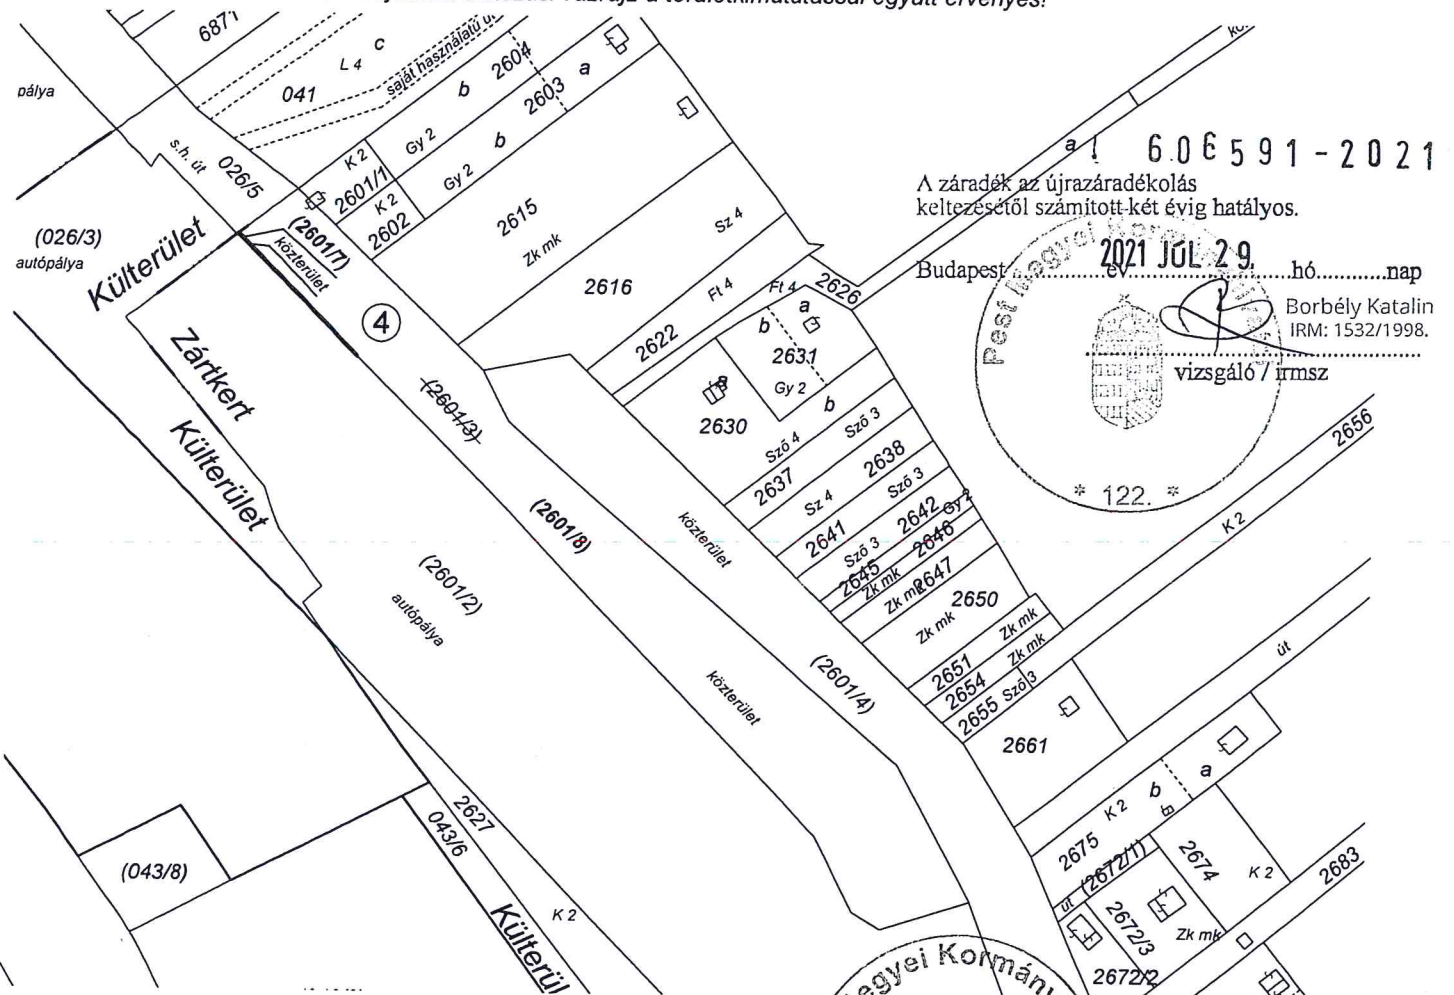 a területkimutatással együtt érvényes!
6871
c
L 4
041
saját használatú út
pálya
b
2604
a
2603
b
Gy 2
Gy 2
K 2
2601/1
K 2
2602
s.h. út
026/5
(026/3)
autópálya
Külterület
(2601/7)
közterület
4
2615
Zk mk
2616
Sz 4
Ft 4
Ft 4
2622
2626
a
606591-2021
A záradék az újrazáradékolás
keltezésétől számított két évig hatályos.
Budapest
2021 JÚL 29.
év
hó
nap
Borbély Katalin
IRM: 1532/1998.
vizsgáló / irmsz
* 122. *
Zártkert
Külterület
(2601/3)
b
a
2631
Gy 2
b
a
2630
Sző 4
Sző 3
2637
2638
Sz 4
Sző 3
2641
2642
Gy 2
Sző 3
2646
2645
Zk mk
2647
Zk mk
2650
Zk mk
2656
K 2
(2601/8)
közterület
(2601/2)
autópálya
közterület
(2601/4)
Zk mk
2651
Zk mk
2654
2655
Sző 3
2661
út
a
b
K 2
2675
(2672/1)
út
2674
K 2
2683
2672/3
Zk mk
2672/2
2627
043/6
(043/8)
K 2
Külterül
egyei Kormán